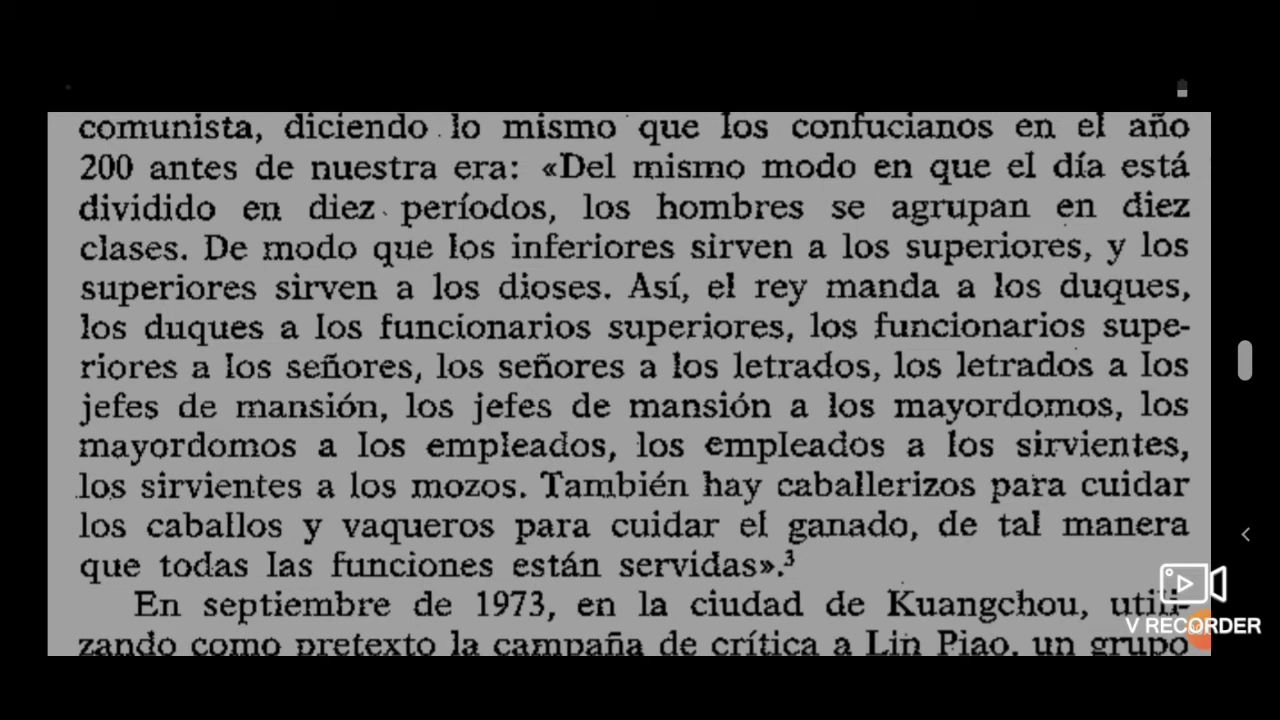 comunista, diciendo lo mismo que los confucianos en el año
200 antes de nuestra era: «Del mismo modo en que el día está
dividido en diez períodos, los hombres se agrupan en diez
clases. De modo que los inferiores sirven a los superiores, y los
superiores sirven a los dioses. Así, el rey manda a los duques,
los duques a los funcionarios superiores, los funcionarios supe-
riores a los señores, los señores a los letrados, los letrados a los
jefes de mansión, los jefes de mansión a los mayordomos, los
mayordomos a los empleados, los empleados a los sirvientes,
los sirvientes a los mozos. También hay caballerizos para cuidar
los caballos y vaqueros para cuidar el ganado, de tal manera
que todas las funciones están servidas».³
En septiembre de 1973, en la ciudad de Kuangchou, utili-
zando como pretexto la campaña de crítica a Lin Piao, un grupo
V RECORDER